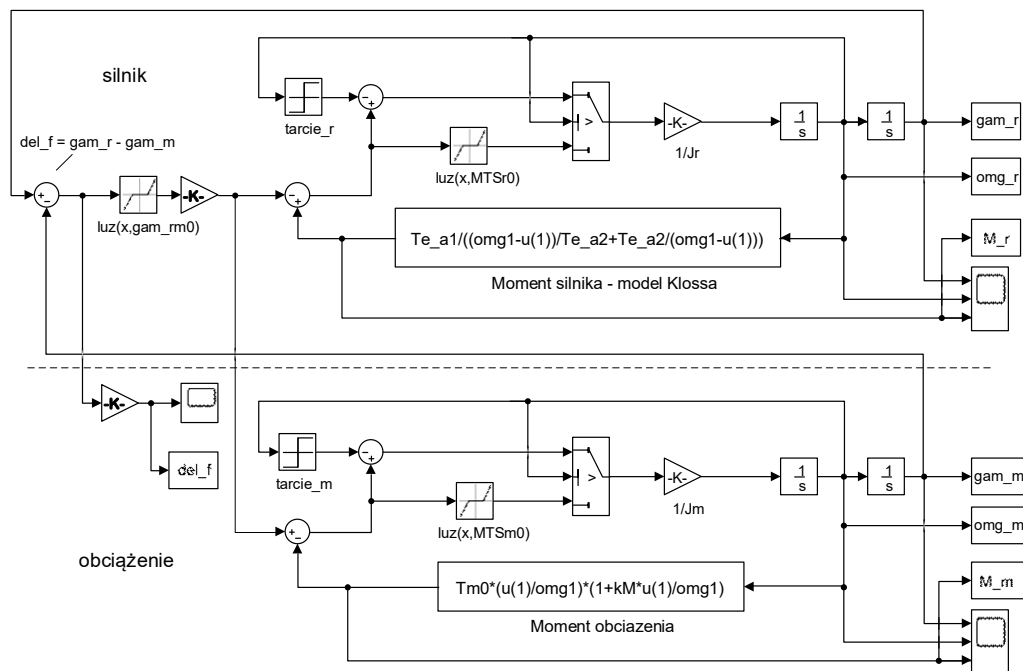 silnik
del_f = gam_r - gam_m
+
−
luz(x,gam_rm0)
-K-
tarcie_r
−
+
luz(x,MTSr0)
−
+
>
-K-
1/Jr
1
s
1
s
gam_r
omg_r
M_r
Te_a1/((omg1-u(1))/Te_a2+Te_a2/(omg1-u(1)))
Moment silnika - model Klossa
-K-
del_f
obciążenie
tarcie_m
−
+
luz(x,MTSm0)
+
−
>
-K-
1/Jm
1
s
1
s
gam_m
omg_m
M_m
Tm0*(u(1)/omg1)*(1+kM*u(1)/omg1)
Moment obciazenia